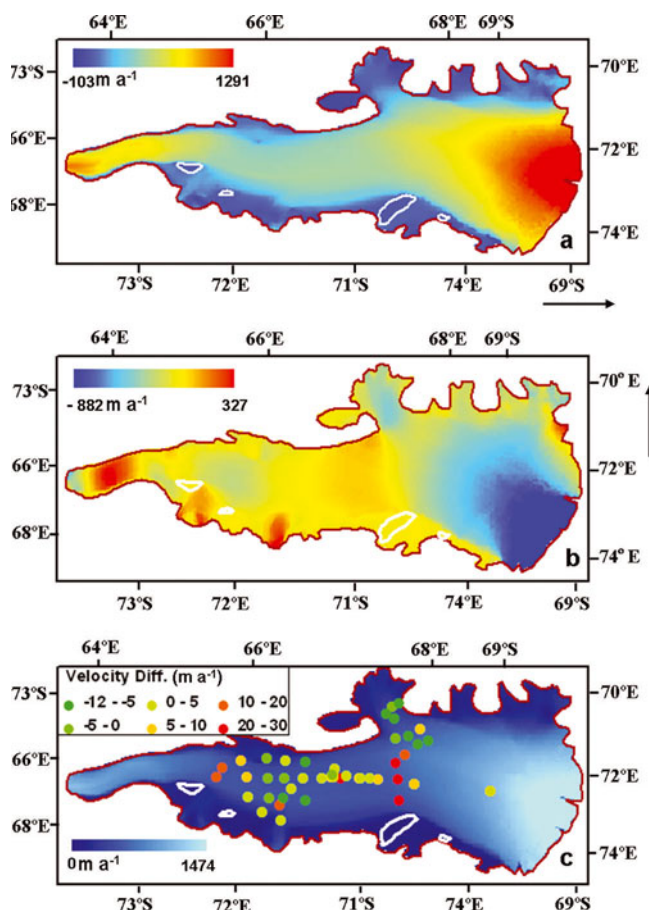 64°E 66°E 68°E 69°S
73°S 70°E
-103m a⁻¹ 1291
66°E 72°E
68°E
74°E
a
73°S 72°E 71°S 74°E 69°S
64°E 66°E 68°E 69°S
73°S 70°E
- 882 m a⁻¹ 327
66°E 72°E
68°E
74°E
b
73°S 72°E 71°S 74°E 69°S
64°E 66°E 68°E 69°S
Velocity Diff. (m a⁻¹)
73°S 70°E
-12 - -5 0 - 5 10 - 20
-5 - 0 5 - 10 20 - 30
66°E 72°E
68°E
0m a⁻¹ 1474
74°E
c
73°S 72°E 71°S 74°E 69°S